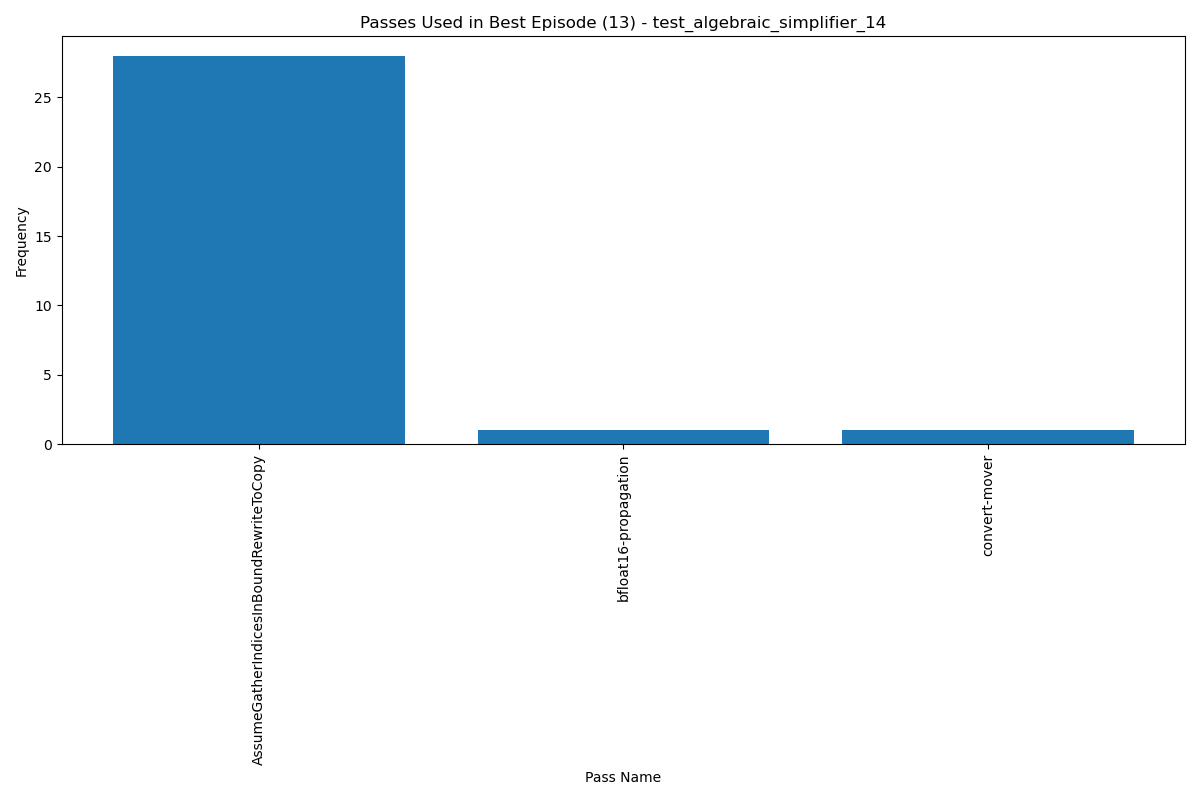 Passes Used in Best Episode (13) - test_algebraic_simplifier_14
25
20
15
10
5
0
Frequency
AssumeGatherIndicesInBoundRewriteToCopy
bfloat16-propagation
convert-mover
Pass Name